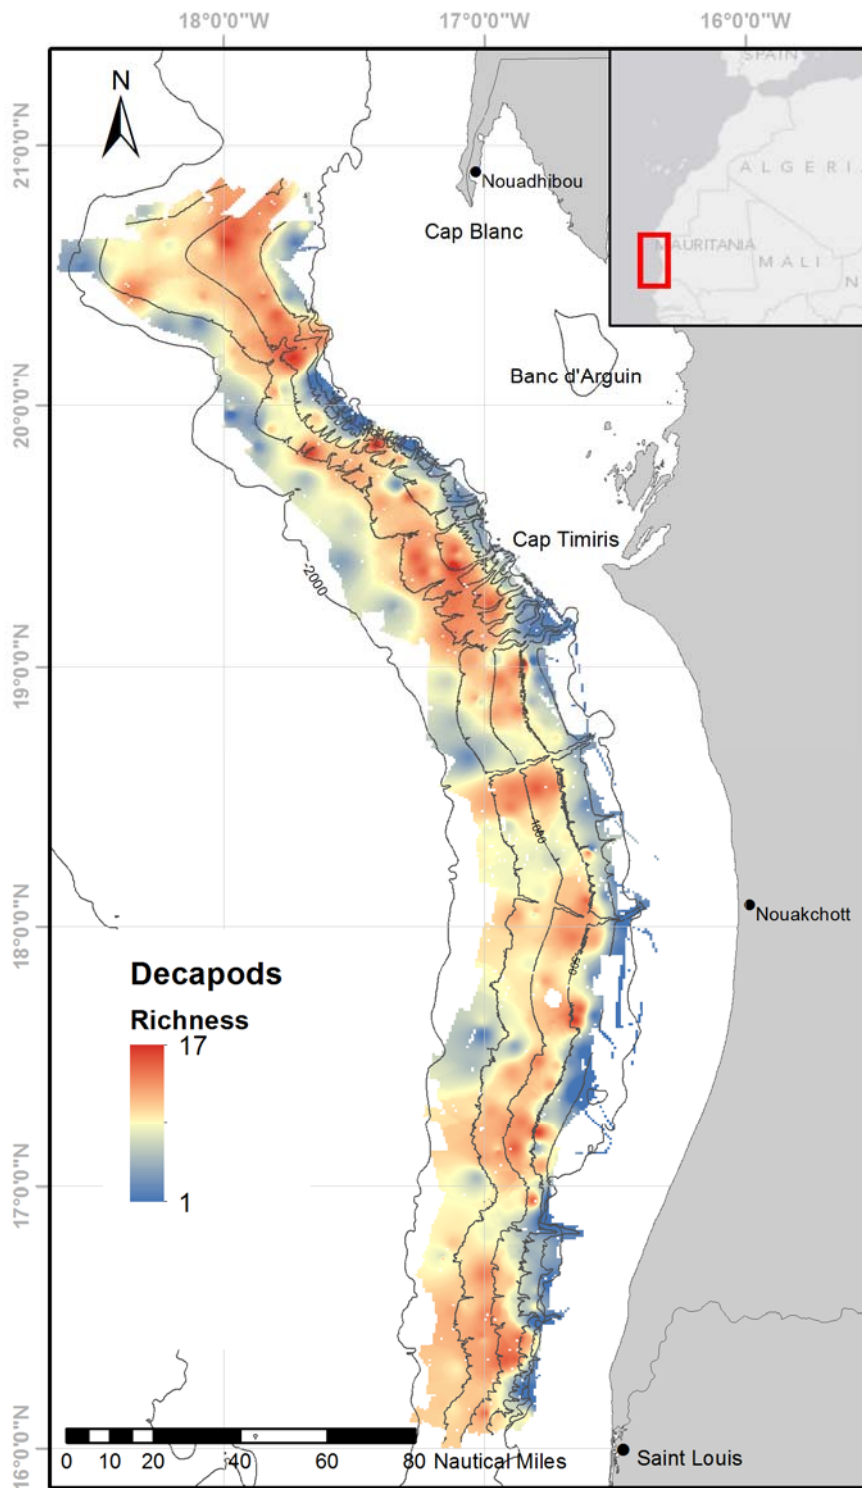 18°0'0"W 17°0'0"W 16°0'0"W
SPAIN
N
21°0'0"N
ALGERIA
Nouadhibou
Cap Blanc
MAURITANIA
MALI
N
Banc d'Arguin
20°0'0"N
Cap Timiris
-2000
19°0'0"N
-1000
Nouakchott
18°0'0"N
Decapods
Richness
17
1
17°0'0"N
16°0'0"N
0 10 20 40 60 80 Nautical Miles
Saint Louis